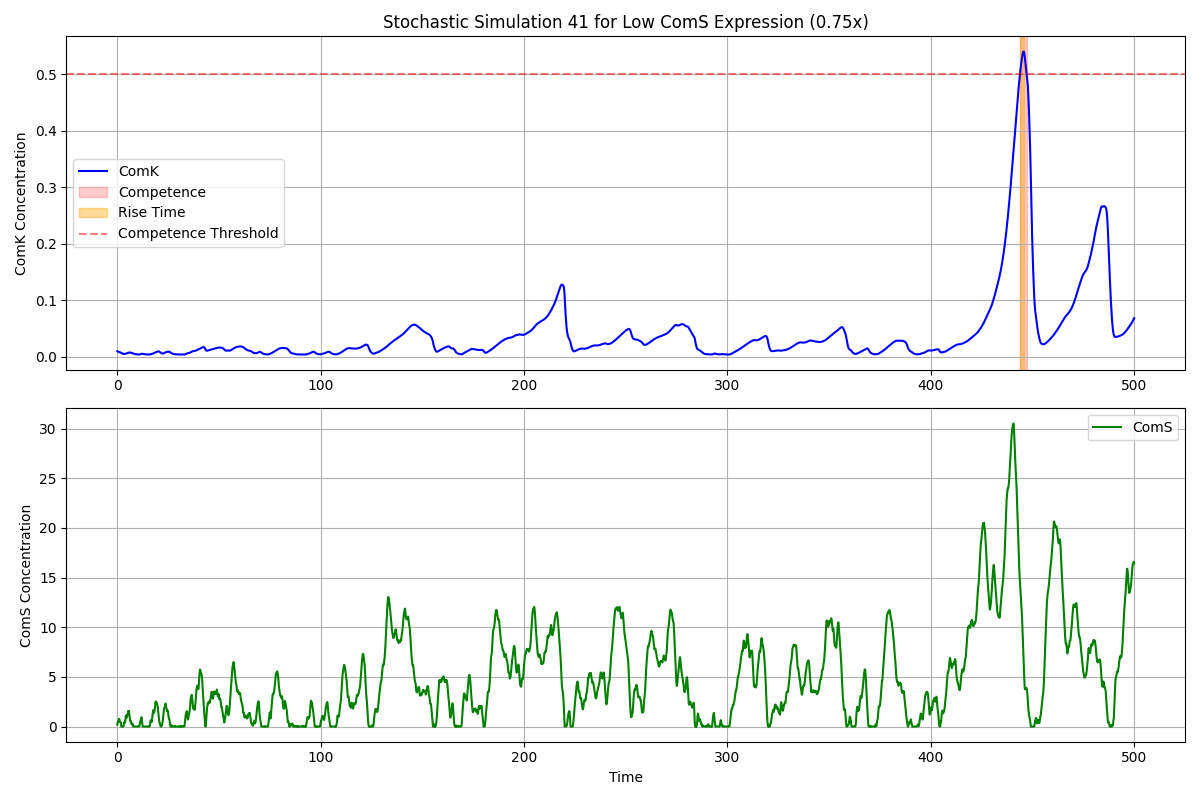 Stochastic Simulation 41 for Low ComS Expression (0.75x)
ComK Concentration
0.5
0.4
0.3
0.2
0.1
0.0
ComK
Competence
Rise Time
Competence Threshold
0 100 200 300 400 500
ComS Concentration
30
25
20
15
10
5
0
ComS
0 100 200 300 400 500
Time